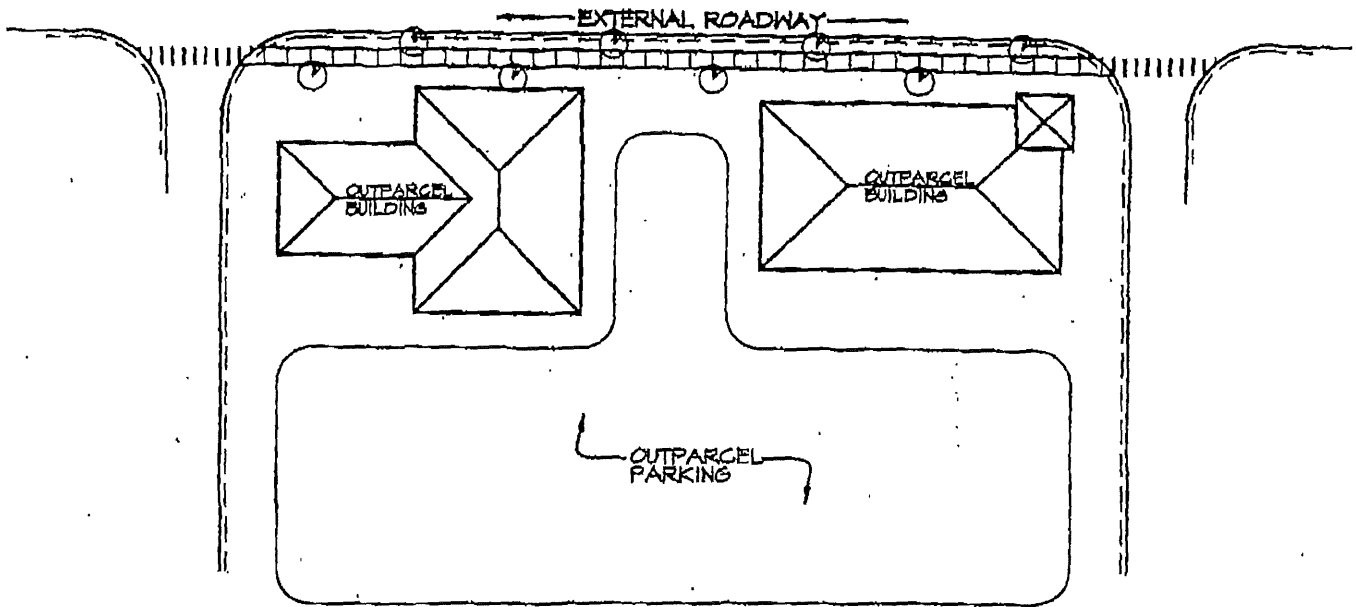 EXTERNAL ROADWAY
OUTPARCEL
BUILDING
OUTPARCEL
BUILDING
OUTPARCEL
PARKING